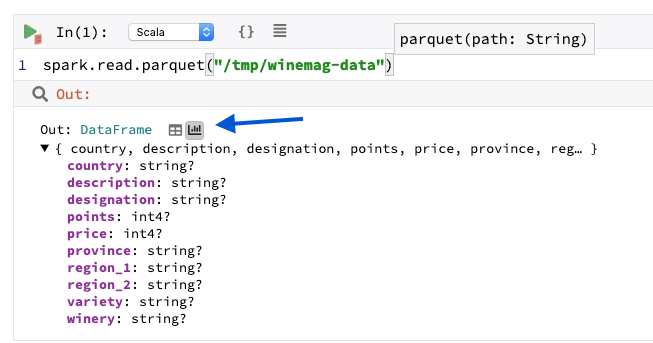 In(1): Scala {}
parquet(path: String)
1 spark.read.parquet("/tmp/winemag-data")
Out:
Out: DataFrame
▼ { country, description, designation, points, price, province, reg… }
country: string?
description: string?
designation: string?
points: int4?
price: int4?
province: string?
region_1: string?
region_2: string?
variety: string?
winery: string?